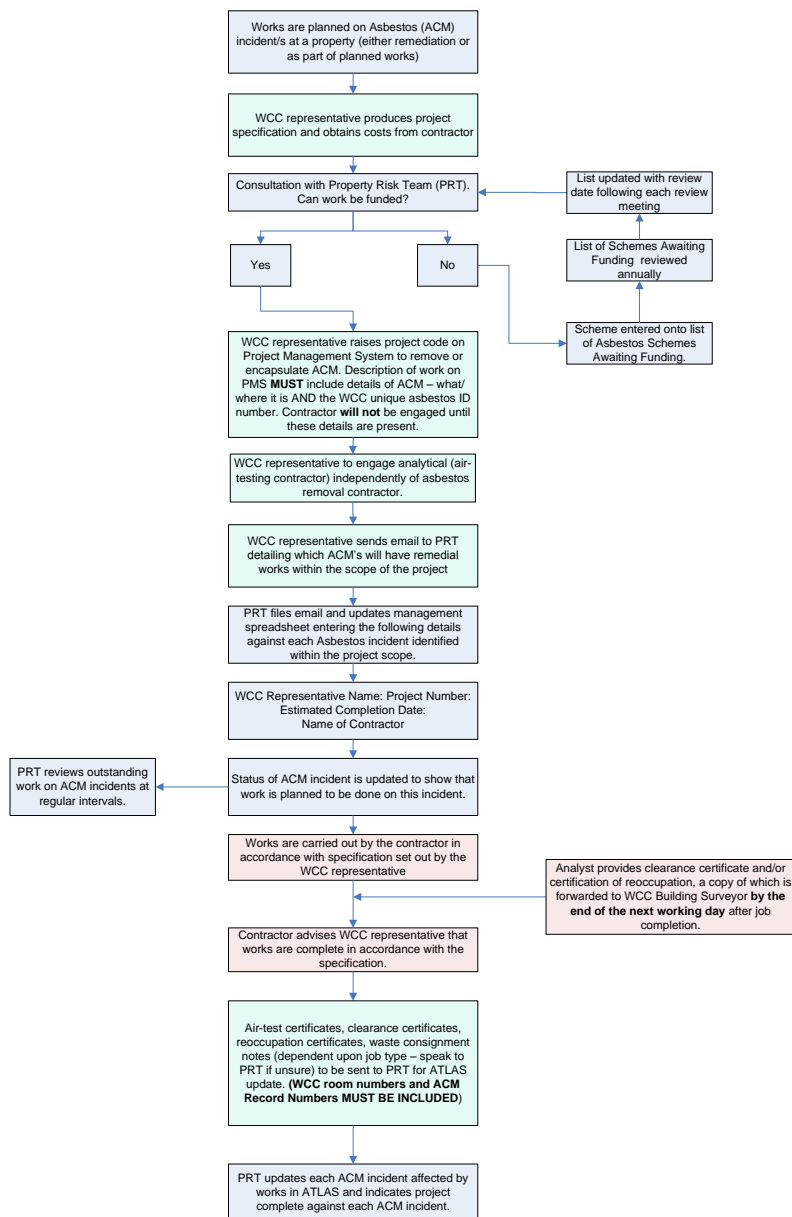 Works are planned on Asbestos (ACM)
incident/s at a property (either remediation or
as part of planned works)
WCC representative produces project
specification and obtains costs from contractor
Consultation with Property Risk Team (PRT).
Can work be funded?
List updated with review
date following each review
meeting
Yes
No
List of Schemes Awaiting
Funding reviewed
annually
Scheme entered onto list
of Asbestos Schemes
Awaiting Funding.
WCC representative raises project code on
Project Management System to remove or
encapsulate ACM. Description of work on
PMS MUST include details of ACM – what/
where it is AND the WCC unique asbestos ID
number. Contractor will not be engaged until
these details are present.
WCC representative to engage analytical (air-
testing contractor) independently of asbestos
removal contractor.
WCC representative sends email to PRT
detailing which ACM's will have remedial
works within the scope of the project
PRT files email and updates management
spreadsheet entering the following details
against each Asbestos incident identified
within the project scope.
WCC Representative Name: Project Number:
Estimated Completion Date:
Name of Contractor
Status of ACM incident is updated to show that
work is planned to be done on this incident.
PRT reviews outstanding
work on ACM incidents at
regular intervals.
Works are carried out by the contractor in
accordance with specification set out by the
WCC representative
Analyst provides clearance certificate and/or
certification of reoccupation, a copy of which is
forwarded to WCC Building Surveyor by the
end of the next working day after job
completion.
Contractor advises WCC representative that
works are complete in accordance with the
specification.
Air-test certificates, clearance certificates,
reoccupation certificates, waste consignment
notes (dependent upon job type – speak to
PRT if unsure) to be sent to PRT for ATLAS
update. (WCC room numbers and ACM
Record Numbers MUST BE INCLUDED)
PRT updates each ACM incident affected by
works in ATLAS and indicates project
complete against each ACM incident.